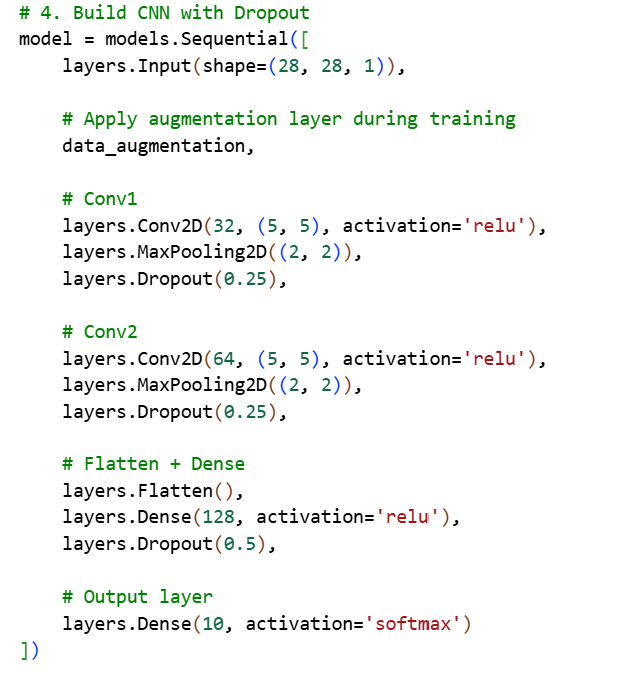 # 4. Build CNN with Dropout
model = models.Sequential([
    layers.Input(shape=(28, 28, 1)),
    # Apply augmentation layer during training
    data_augmentation,
    # Conv1
    layers.Conv2D(32, (5, 5), activation='relu'),
    layers.MaxPooling2D((2, 2)),
    layers.Dropout(0.25),
    # Conv2
    layers.Conv2D(64, (5, 5), activation='relu'),
    layers.MaxPooling2D((2, 2)),
    layers.Dropout(0.25),
    # Flatten + Dense
    layers.Flatten(),
    layers.Dense(128, activation='relu'),
    layers.Dropout(0.5),
    # Output layer
    layers.Dense(10, activation='softmax')
])